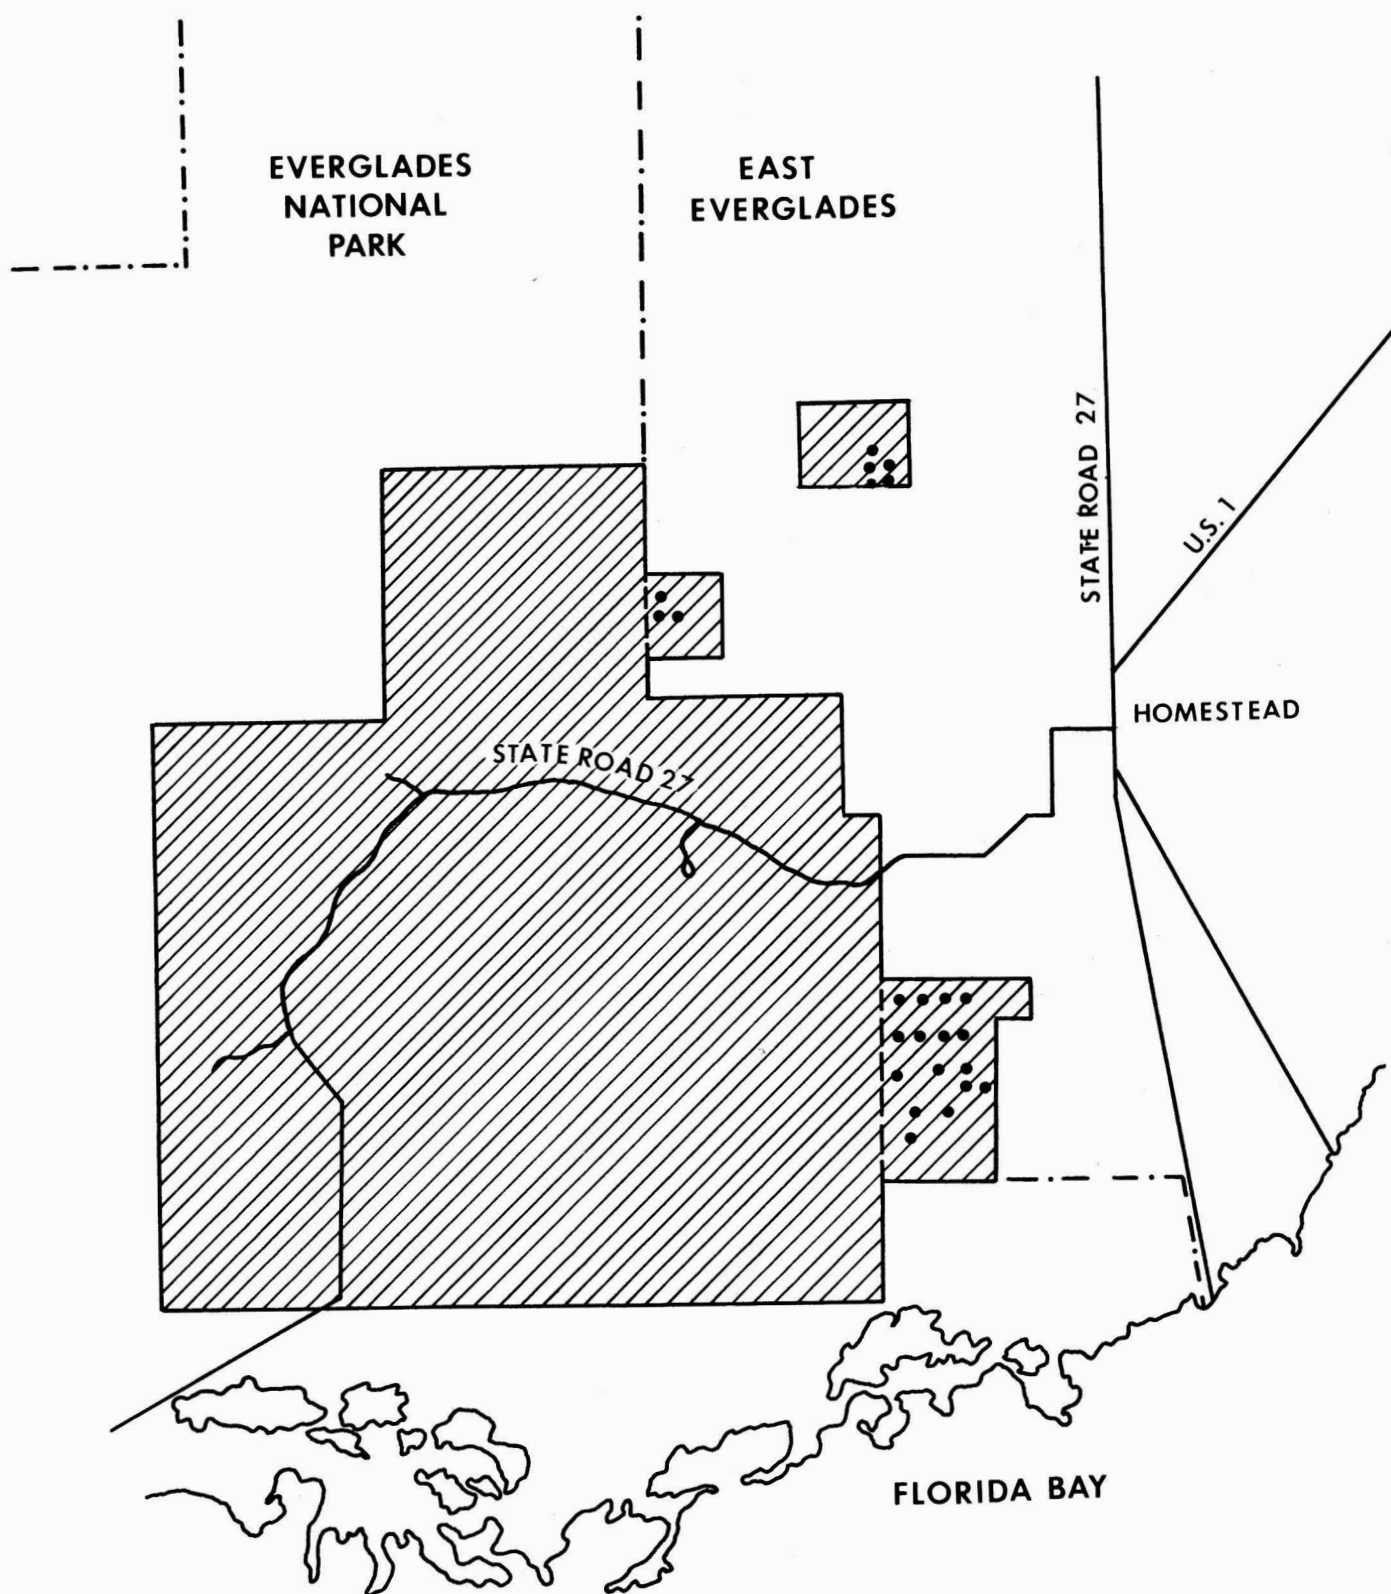 EVERGLADES
NATIONAL
PARK
EAST
EVERGLADES
STATE ROAD 27
U.S. 1
HOMESTEAD
STATE ROAD 27
FLORIDA BAY